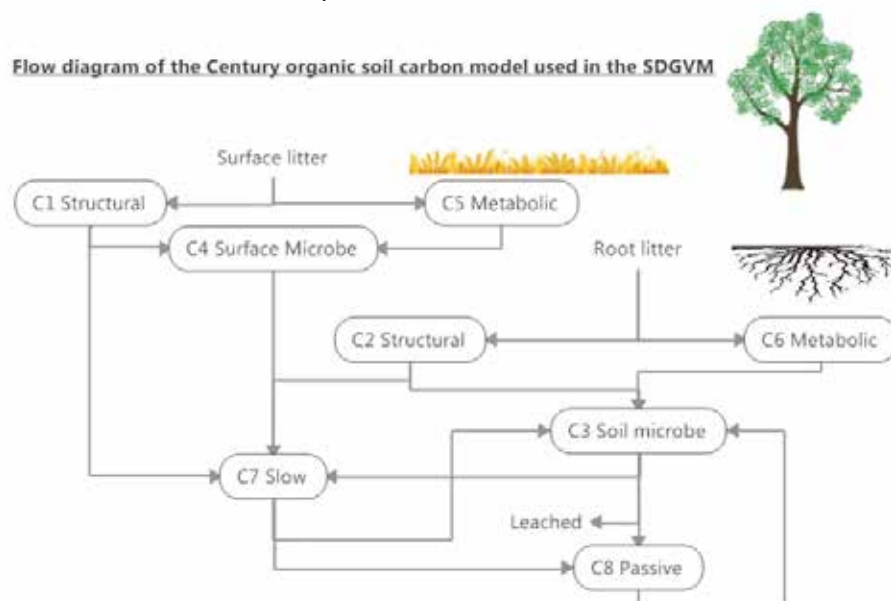 Flow diagram of the Century organic soil carbon model used in the SDGVM
Surface litter
C1 Structural
C5 Metabolic
C4 Surface Microbe
Root litter
C2 Structural
C6 Metabolic
C3 Soil microbe
C7 Slow
Leached
C8 Passive